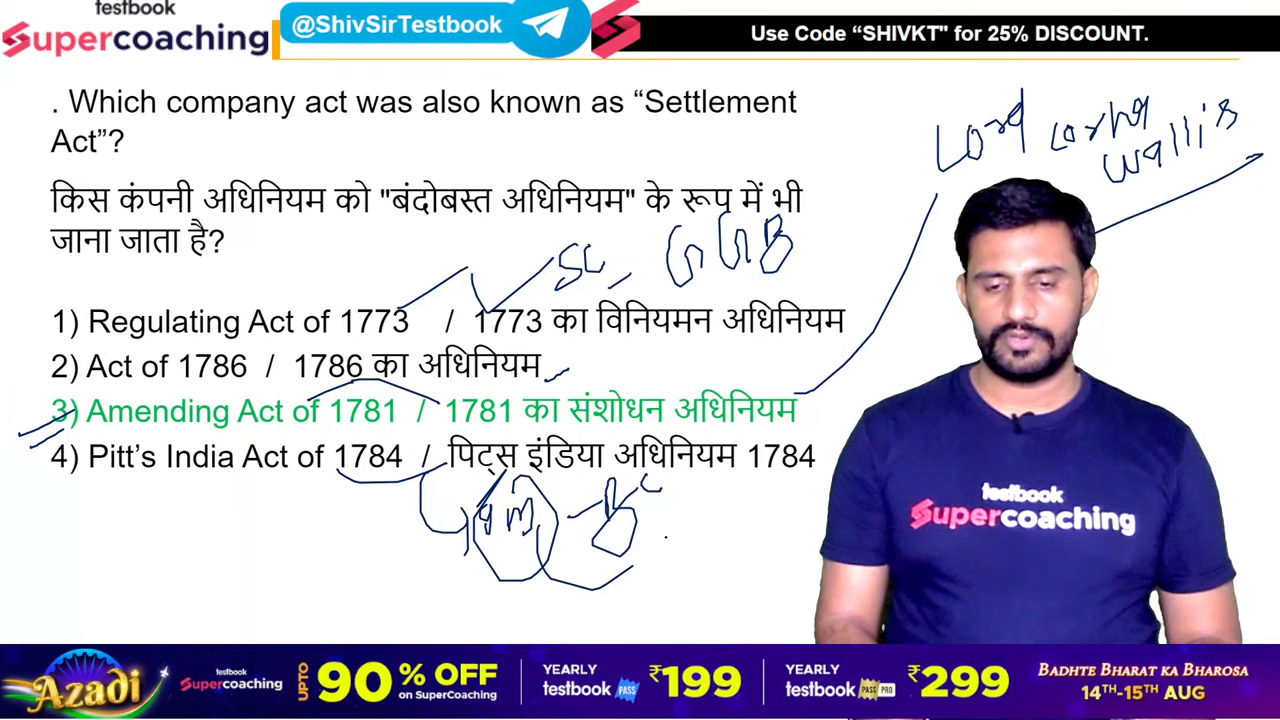 testbook
Supercoaching
@ShivSirTestbook
Use Code “SHIVKT" for 25% DISCOUNT.
. Which company act was also known as “Settlement
Act”?
किस कंपनी अधिनियम को "बंदोबस्त अधिनियम" के रूप में भी
जाना जाता है?
1) Regulating Act of 1773 / 1773 का विनियमन अधिनियम
2) Act of 1786 / 1786 का अधिनियम
3) Amending Act of 1781 / 1781 का संशोधन अधिनियम
4) Pitt’s India Act of 1784 / पिट्स इंडिया अधिनियम 1784
Lord
wallis
SC, GGB
BC
testbook
Supercoaching
Azadi
testbook
Supercoaching
UPTO 90% OFF
on SuperCoaching
YEARLY
testbook PASS
₹199
YEARLY
testbook PASS PRO
₹299
BADHTE BHARAT KA BHAROSA
14TH-15TH AUG